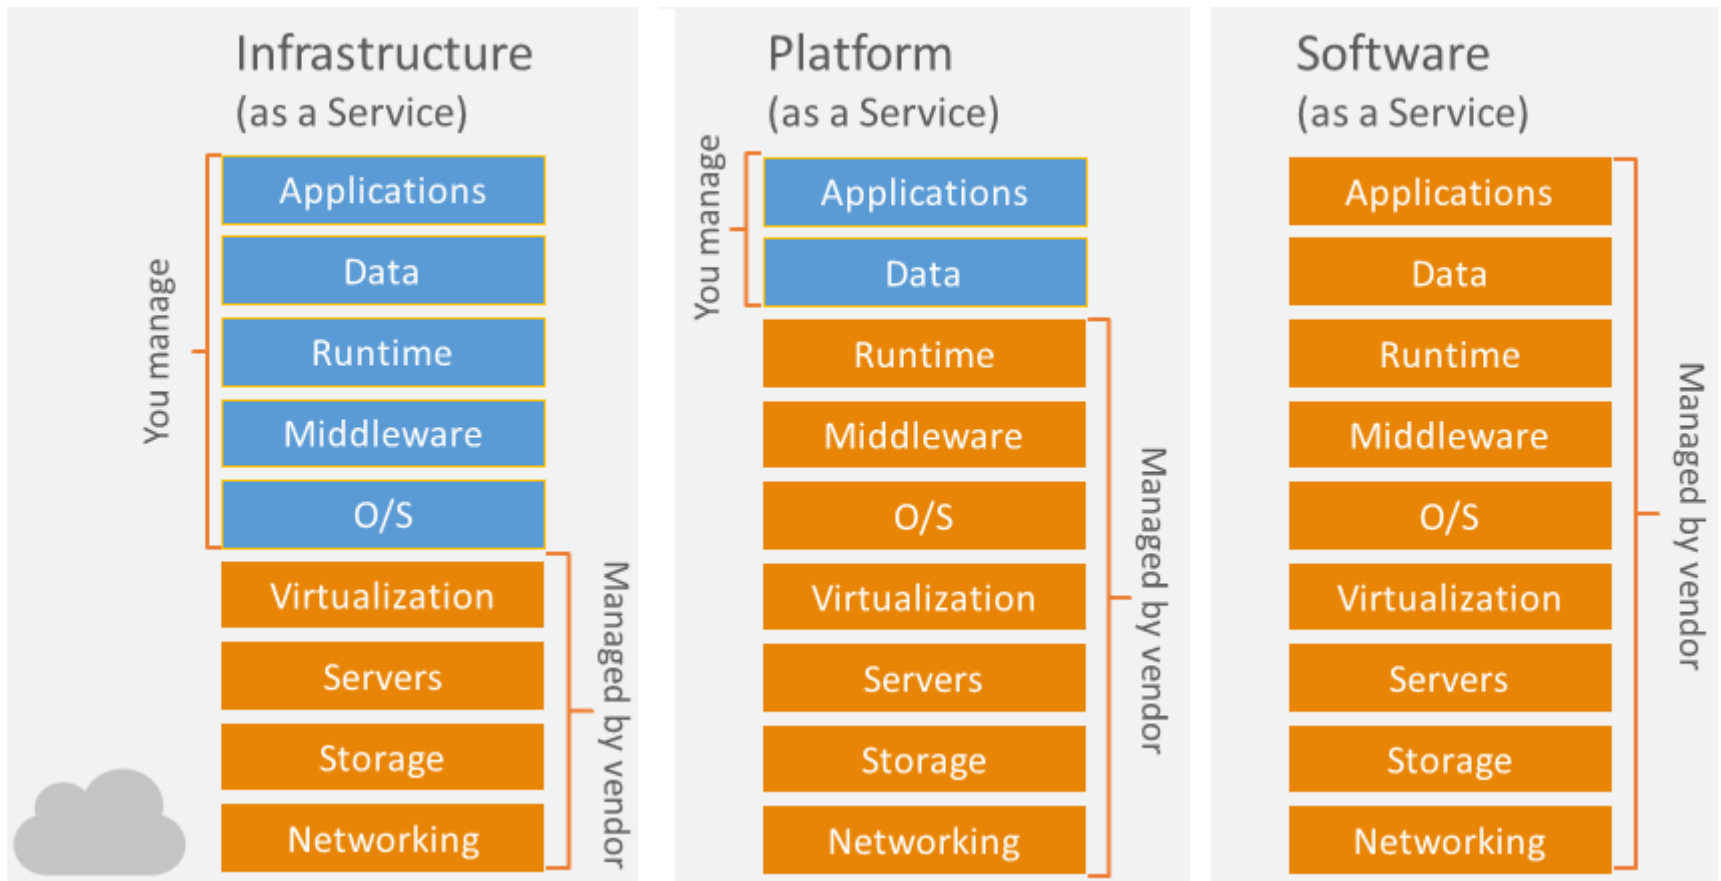 Infrastructure
(as a Service)
You manage
Applications
Data
Runtime
Middleware
O/S
Virtualization
Servers
Storage
Networking
Managed by vendor
Platform
(as a Service)
You manage
Applications
Data
Runtime
Middleware
O/S
Virtualization
Servers
Storage
Networking
Managed by vendor
Software
(as a Service)
Applications
Data
Runtime
Middleware
O/S
Virtualization
Servers
Storage
Networking
Managed by vendor